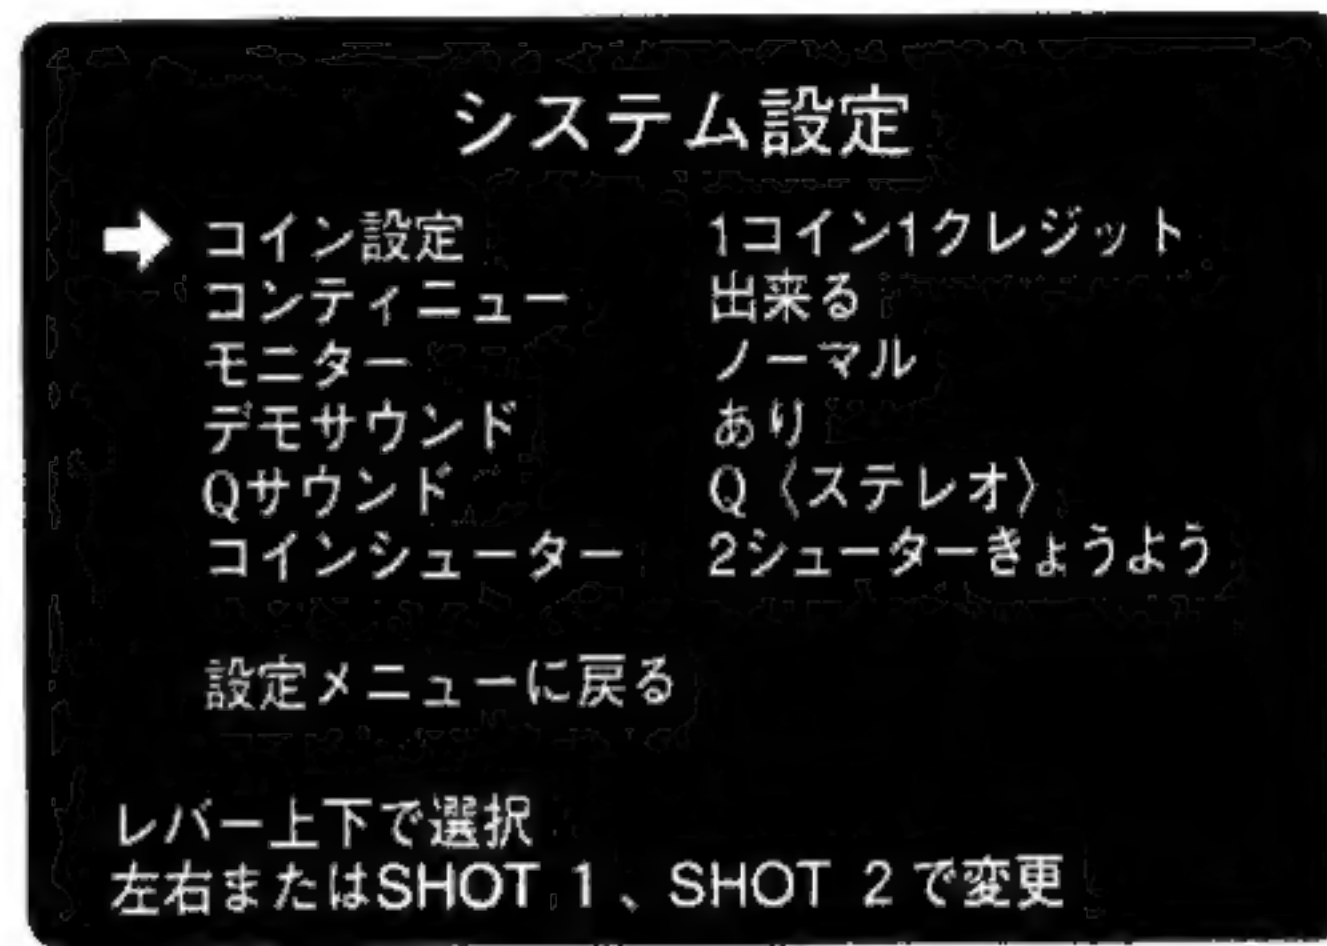 システム設定
コイン設定 1コイン1クレジット
コンティニュー 出来る
モニター ノーマル
デモサウンド あり
Qサウンド Q〈ステレオ〉
コインシューター 2シューターきょうよう
設定メニューに戻る
レバー上下で選択
左右またはSHOT 1、SHOT 2で変更